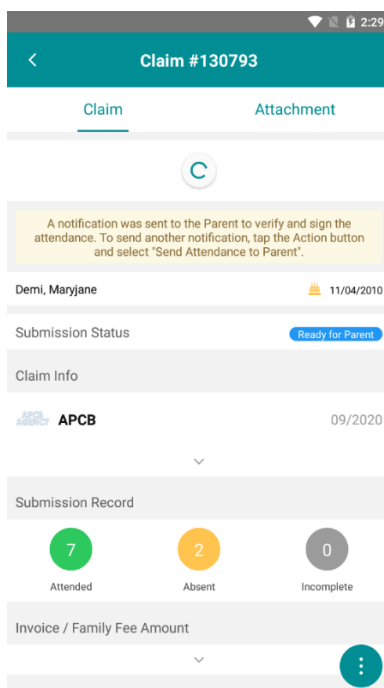 2:29
Claim #130793
Claim Attachment
A notification was sent to the Parent to verify and sign the
attendance. To send another notification, tap the Action button
and select "Send Attendance to Parent".
Demi, Maryjane 11/04/2010
Submission Status Ready for Parent
Claim Info
APCB
AGENCY
APCB 09/2020
Submission Record
7 2 0
Attended Absent Incomplete
Invoice / Family Fee Amount